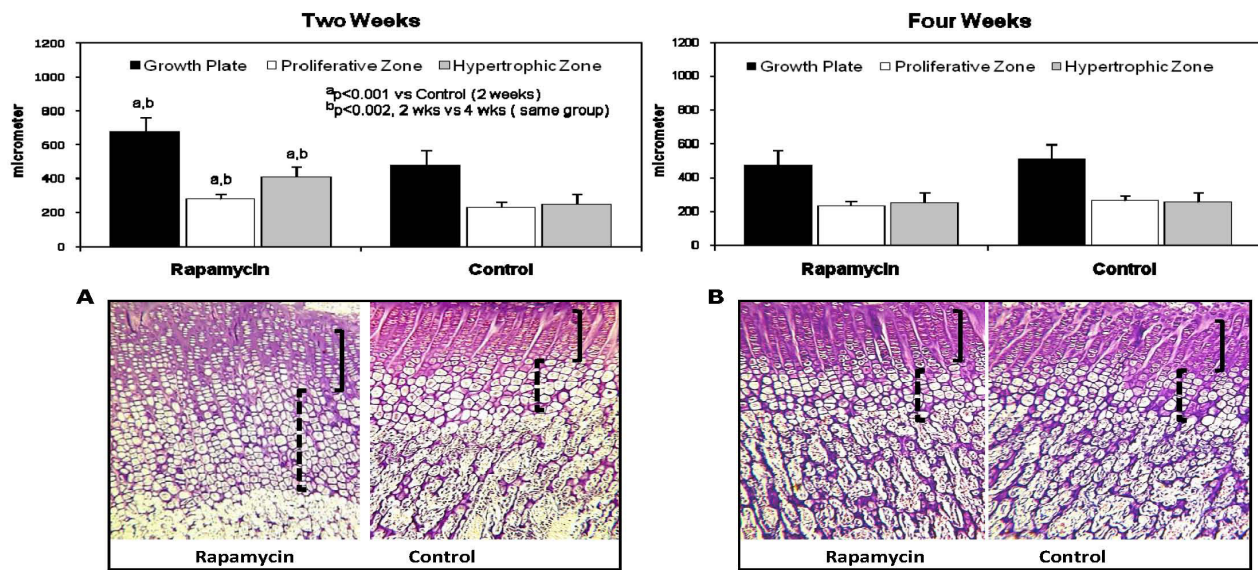 Two Weeks
1200
1000
800
600
400
200
0
micrometer
Growth Plate Proliferative Zone Hypertrophic Zone
ap<0.001 vs Control (2 weeks)
bp<0.002, 2 wks vs 4 wks ( same group)
a,b
a,b
a,b
Rapamycin Control
Four Weeks
1200
1000
800
600
400
200
0
micrometer
Growth Plate Proliferative Zone Hypertrophic Zone
Rapamycin Control
A
Rapamycin Control
B
Rapamycin Control